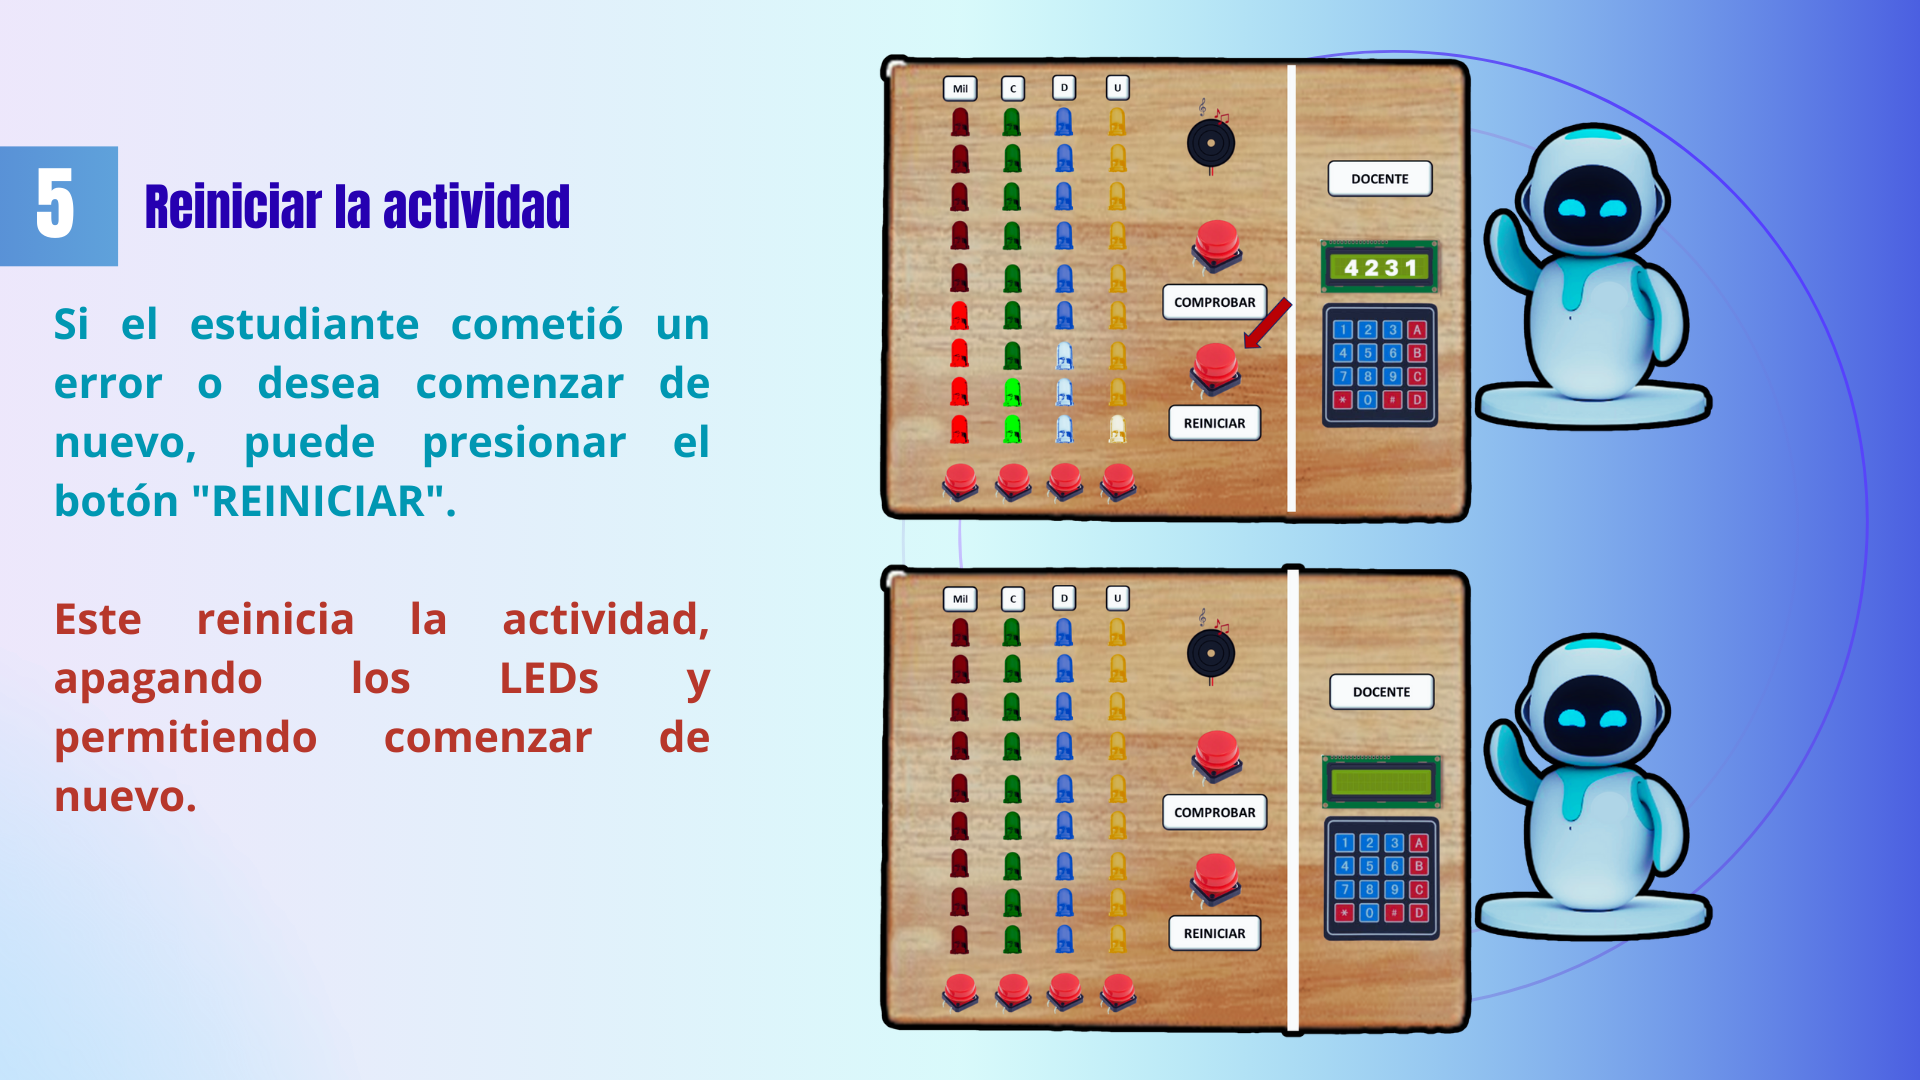 5
Reiniciar la actividad
Si el estudiante cometió un
error o desea comenzar de
nuevo, puede presionar el
botón "REINICIAR".
Este reinicia la actividad,
apagando los LEDs y
permitiendo comenzar de
nuevo.
Mil C D U
DOCENTE
4231
COMPROBAR
1 2 3 A
4 5 6 B
7 8 9 C
* 0 # D
REINICIAR
Mil C D U
DOCENTE
COMPROBAR
1 2 3 A
4 5 6 B
7 8 9 C
* 0 # D
REINICIAR